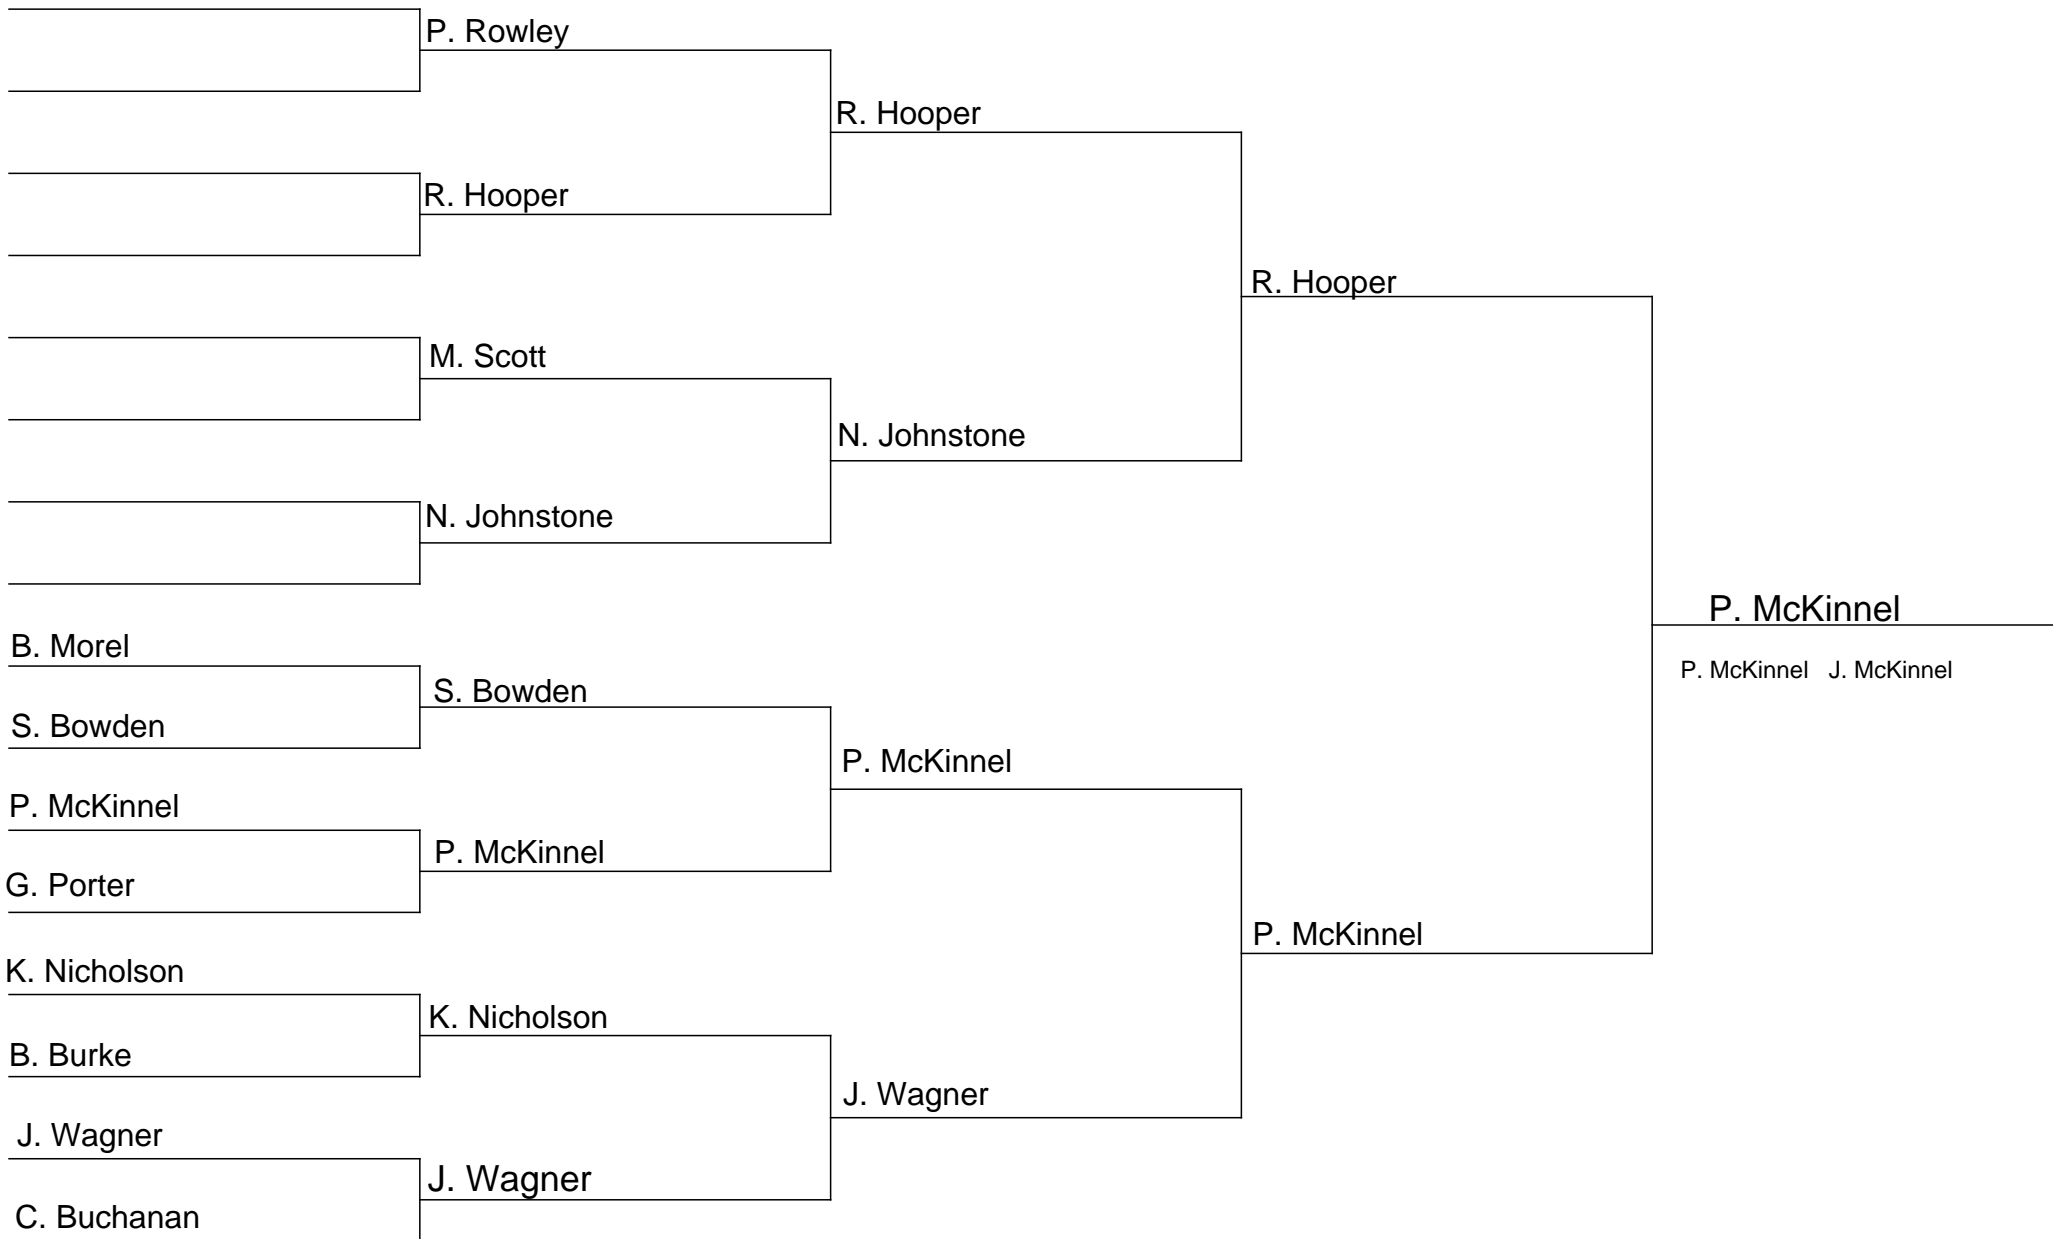 P. Rowley
R. Hooper
R. Hooper
R. Hooper
M. Scott
N. Johnstone
N. Johnstone
P. McKinnel
B. Morel
P. McKinnel J. McKinnel
S. Bowden
S. Bowden
P. McKinnel
P. McKinnel
P. McKinnel
G. Porter
P. McKinnel
K. Nicholson
K. Nicholson
B. Burke
J. Wagner
J. Wagner
J. Wagner
C. Buchanan